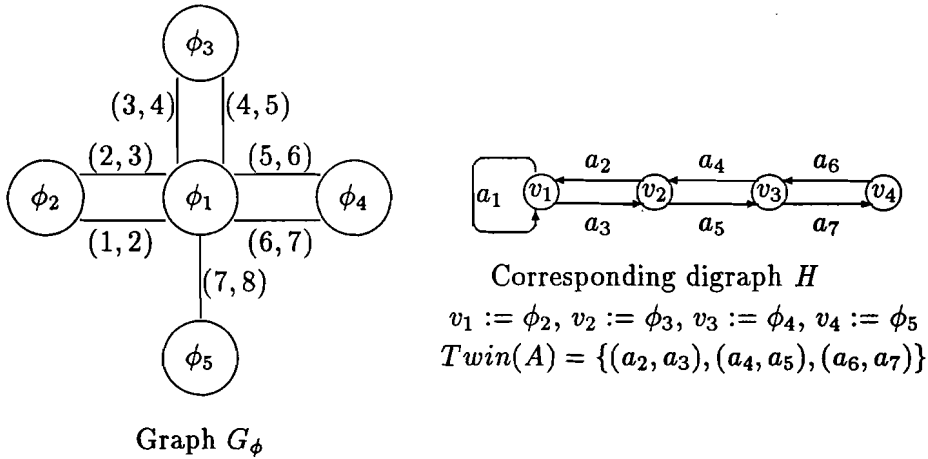 ϕ₃
(3, 4) (4, 5)
(2, 3) (5, 6)
ϕ₂ ϕ₁ ϕ₄
(1, 2) (6, 7)
(7, 8)
ϕ₅
Graph G_ϕ
a₂ a₄ a₆
a₁ v₁ v₂ v₃ v₄
a₃ a₅ a₇
Corresponding digraph H
v₁ := ϕ₂, v₂ := ϕ₃, v₃ := ϕ₄, v₄ := ϕ₅
Twin(A) = {(a₂, a₃), (a₄, a₅), (a₆, a₇)}